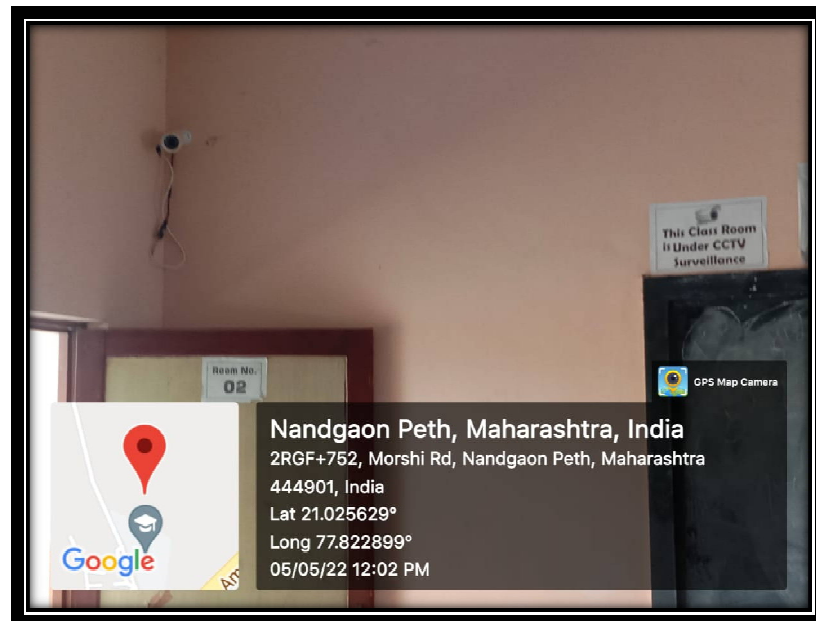 This Class Room
is Under CCTV
Surveillance
Room No.
02
GPS Map Camera
Nandgaon Peth, Maharashtra, India
2RGF+752, Morshi Rd, Nandgaon Peth, Maharashtra
444901, India
Lat 21.025629°
Long 77.822899°
05/05/22 12:02 PM
Google
Am